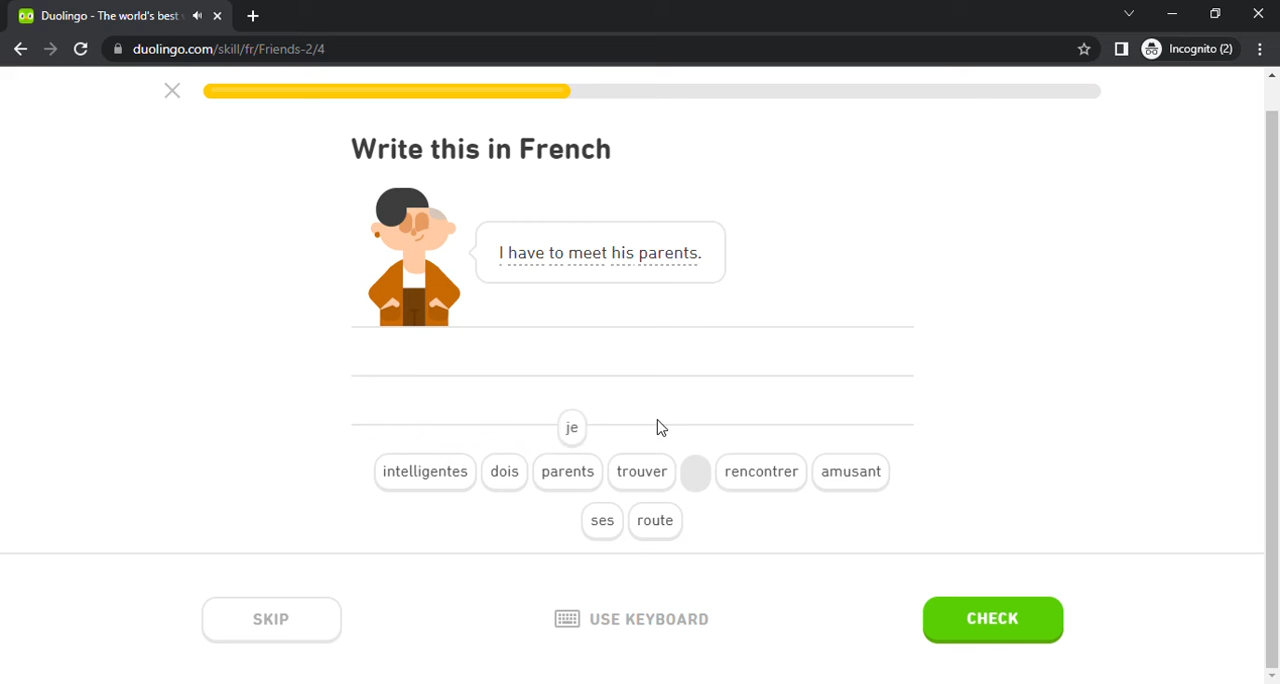 Duolingo - The world's best
duolingo.com/skill/fr/Friends-2/4
Incognito (2)
Write this in French
I have to meet his parents.
je
intelligentes dois parents trouver rencontrer amusant
ses route
SKIP USE KEYBOARD CHECK